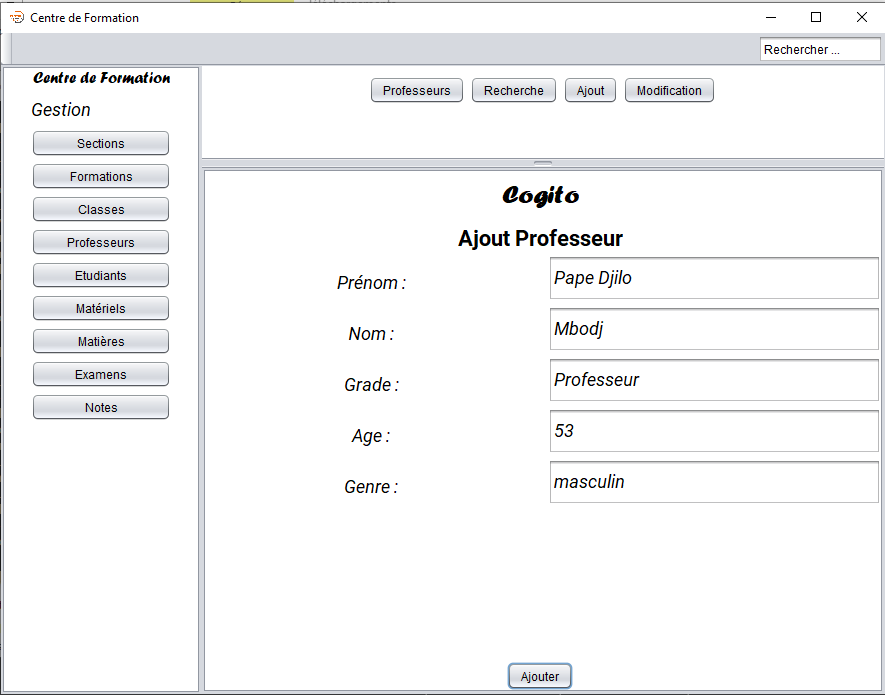 Centre de Formation
Rechercher ...
Centre de Formation
Gestion
Sections
Formations
Classes
Professeurs
Etudiants
Matériels
Matières
Examens
Notes
Professeurs Recherche Ajout Modification
Cogito
Ajout Professeur
Prénom : Pape Djilo
Nom : Mbodj
Grade : Professeur
Age : 53
Genre : masculin
Ajouter